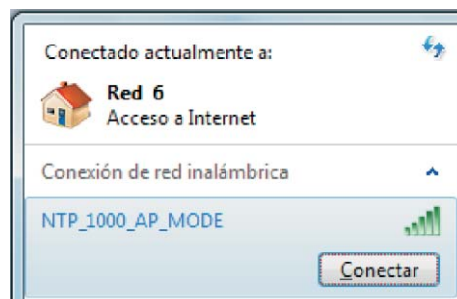 Conectado actualmente a:
Red 6
Acceso a Internet
Conexión de red inalámbrica
NTP_1000_AP_MODE
Conectar